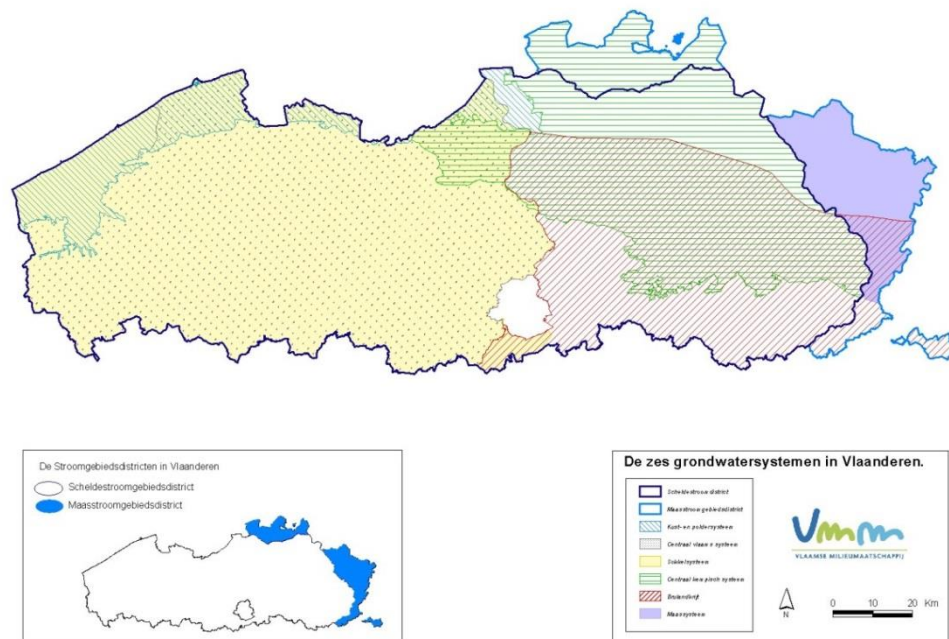 De Stroomgebiedsdistricten in Vlaanderen
Scheldestroomgebiedsdistrict
Maasstroomgebiedsdistrict
De zes grondwatersystemen in Vlaanderen.
Scheldestroomdistrict
Maasstroomgebiedsdistrict
Kust- en poldersysteem
Centraal vlaams systeem
Sokkelsysteem
Centraal kempisch systeem
Brulandkrijt
Maassysteem
vmm
VLAAMSE MILIEUMAATSCHAPPIJ
N
0 10 20 Km